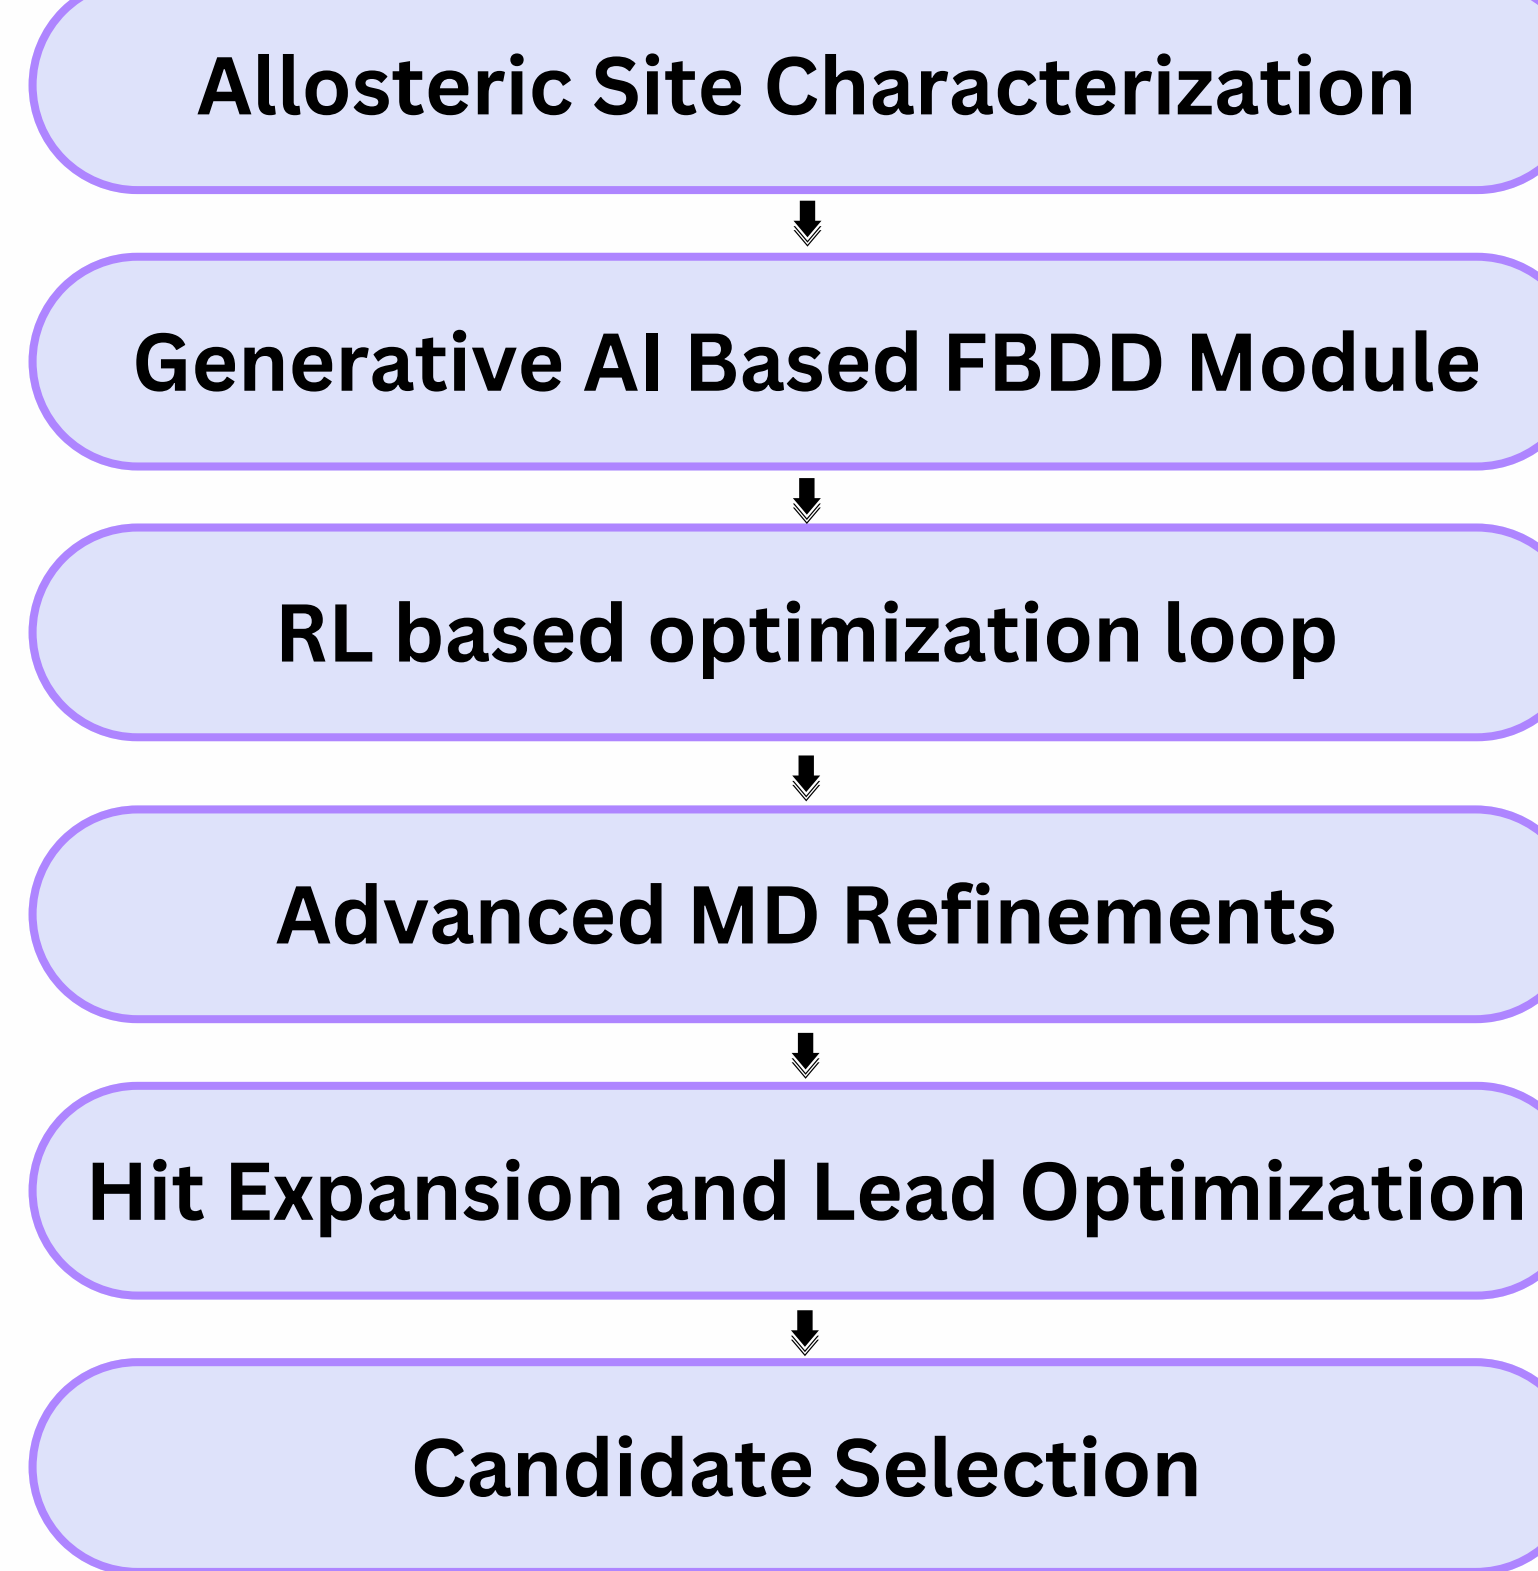 Allosteric Site Characterization
Generative AI Based FBDD Module
RL based optimization loop
Advanced MD Refinements
Hit Expansion and Lead Optimization
Candidate Selection